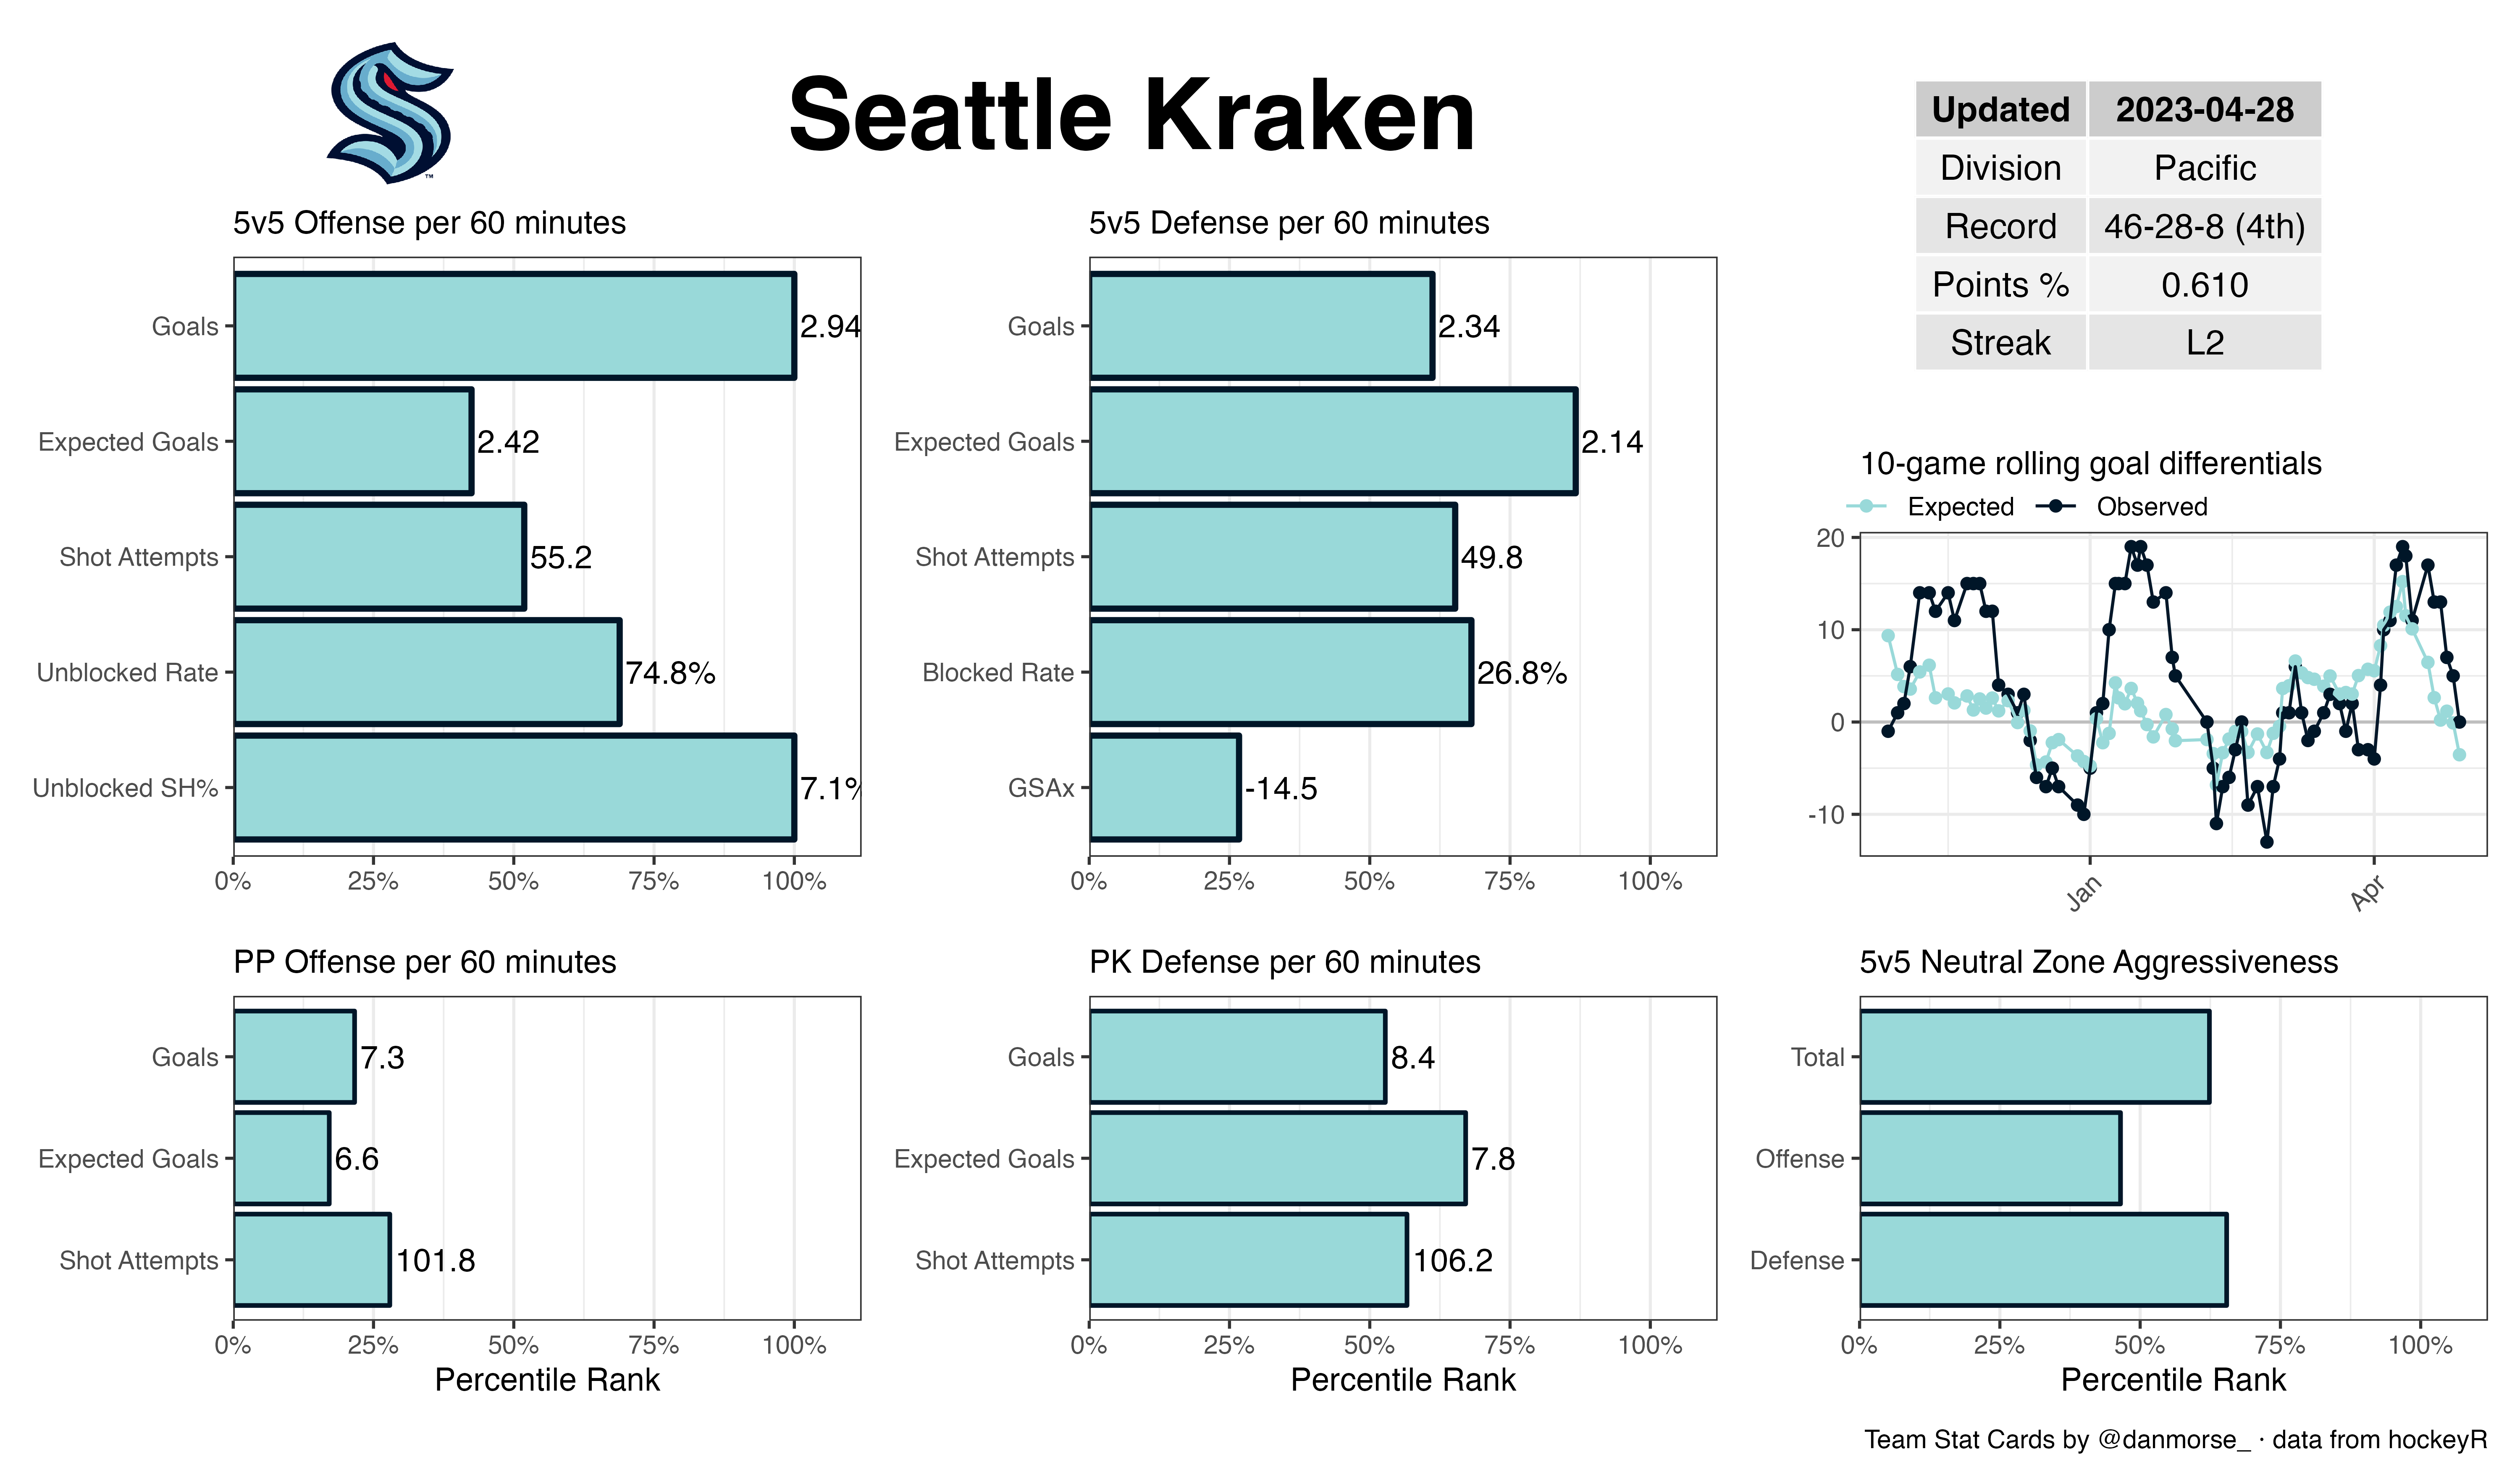 Seattle Kraken
TM
Updated 2023-04-28
Division Pacific
Record 46-28-8 (4th)
Points % 0.610
Streak L2
5v5 Offense per 60 minutes
Goals 2.94
Expected Goals 2.42
Shot Attempts 55.2
Unblocked Rate 74.8%
Unblocked SH% 7.1%
0% 25% 50% 75% 100%
5v5 Defense per 60 minutes
Goals 2.34
Expected Goals 2.14
Shot Attempts 49.8
Blocked Rate 26.8%
GSAx -14.5
0% 25% 50% 75% 100%
10-game rolling goal differentials
Expected Observed
20
10
0
-10
Jan Apr
PP Offense per 60 minutes
Goals 7.3
Expected Goals 6.6
Shot Attempts 101.8
0% 25% 50% 75% 100%
Percentile Rank
PK Defense per 60 minutes
Goals 8.4
Expected Goals 7.8
Shot Attempts 106.2
0% 25% 50% 75% 100%
Percentile Rank
5v5 Neutral Zone Aggressiveness
Total
Offense
Defense
0% 25% 50% 75% 100%
Percentile Rank
Team Stat Cards by @danmorse_ · data from hockeyR